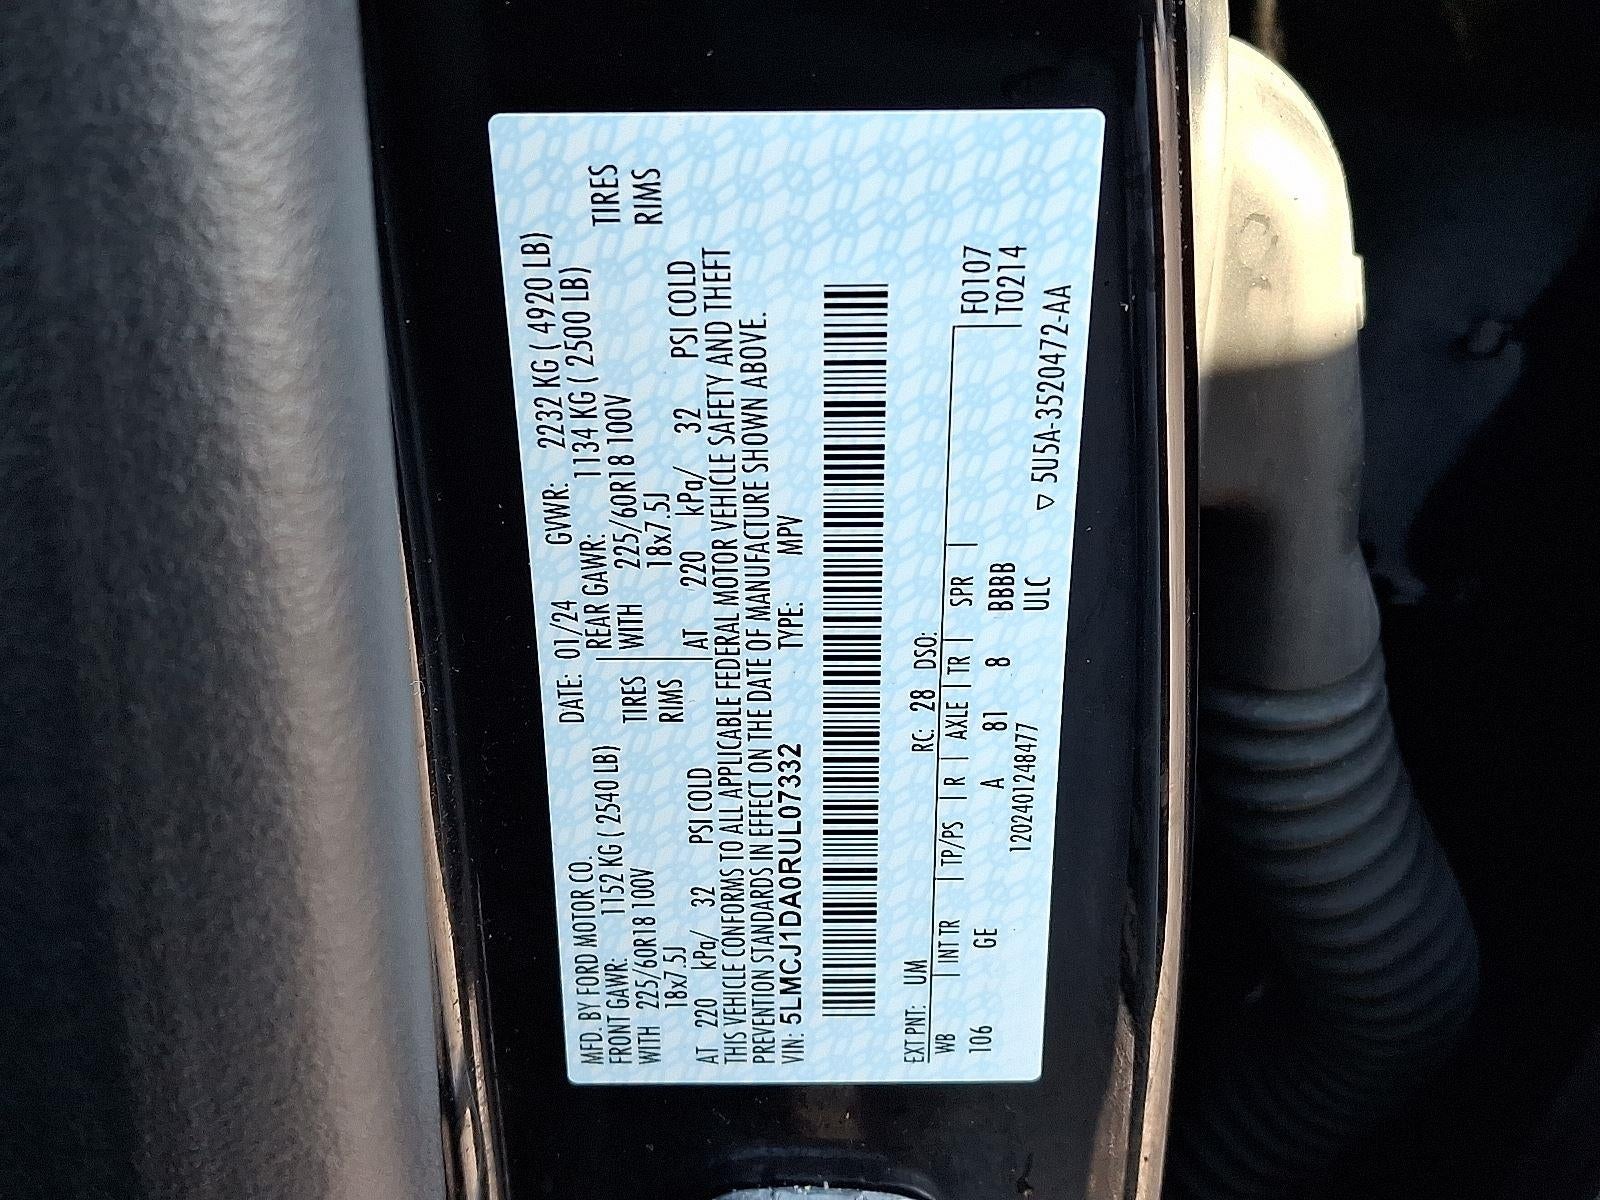 MFD. BY FORD MOTOR CO. DATE: 01/24 GVWR: 2232 KG ( 4920 LB)
FRONT GAWR: 1152 KG ( 2540 LB) REAR GAWR: 1134 KG ( 2500 LB)
WITH 225/60R18 100V TIRES WITH 225/60R18 100V TIRES
18x7.5J RIMS 18x7.5J RIMS
AT 220 kPa/ 32 PSI COLD AT 220 kPa/ 32 PSI COLD
THIS VEHICLE CONFORMS TO ALL APPLICABLE FEDERAL MOTOR VEHICLE SAFETY AND THEFT
PREVENTION STANDARDS IN EFFECT ON THE DATE OF MANUFACTURE SHOWN ABOVE.
VIN: 5LMCJ1DA0RUL07332 TYPE: MPV
EXT PNT: UM RC: 28 DSO:
WB INT TR TP/PS R AXLE TR SPR F0107
106 GE A 81 8 BBBB T0214
1202401248477 ULC
▽ 5U5A-3520472-AA